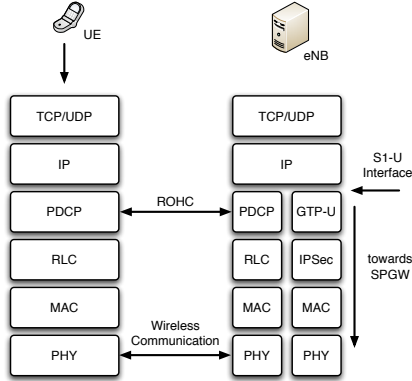 UE
eNB
TCP/UDP
TCP/UDP
IP
IP
S1-U
Interface
PDCP
ROHC
PDCP
GTP-U
RLC
RLC
IPSec
towards
SPGW
MAC
MAC
MAC
Wireless
Communication
PHY
PHY
PHY